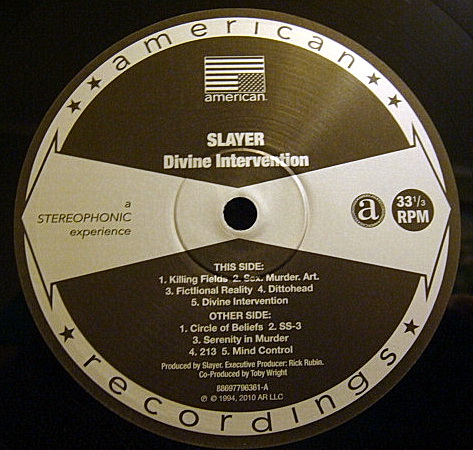 american
american
SLAYER
Divine Intervention
a
STEREOPHONIC
experience
a
33 1/3
RPM
THIS SIDE:
1. Killing Fields 2. Sex. Murder. Art.
3. Fictlional Reality 4. Dittohead
5. Divine Intervention
OTHER SIDE:
1. Circle of Beliefs 2. SS-3
3. Serenity in Murder
4. 213 5. Mind Control
Produced by Slayer. Executive Producer: Rick Rubin.
Co-Produced by Toby Wright
88697796361-A
℗ © 1994, 2010 AR LLC
recordings